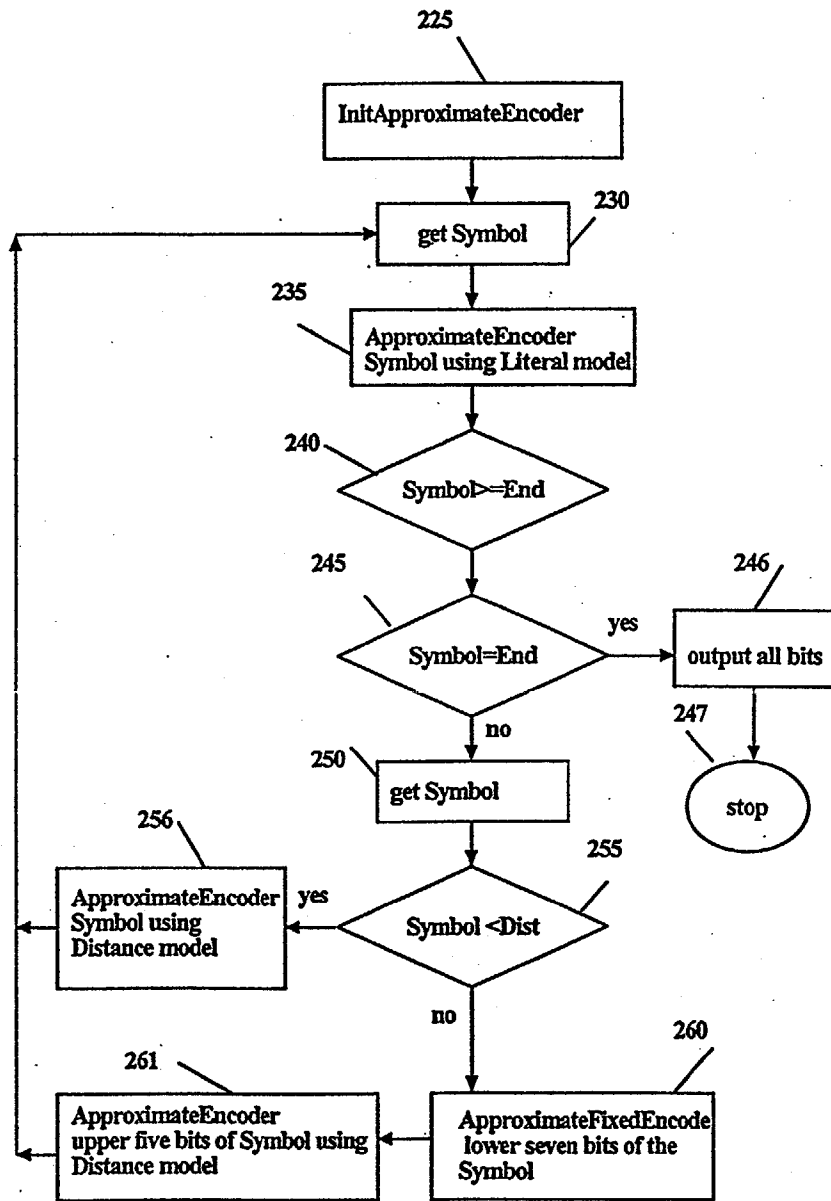 225
InitApproximateEncoder
230
get Symbol
235
ApproximateEncoder
Symbol using Literal model
240
Symbol>=End
245
Symbol=End
yes
246
output all bits
no
247
stop
250
get Symbol
256
ApproximateEncoder
Symbol using
Distance model
yes
255
Symbol <Dist
no
261
ApproximateEncoder
upper five bits of Symbol using
Distance model
260
ApproximateFixedEncode
lower seven bits of the
Symbol